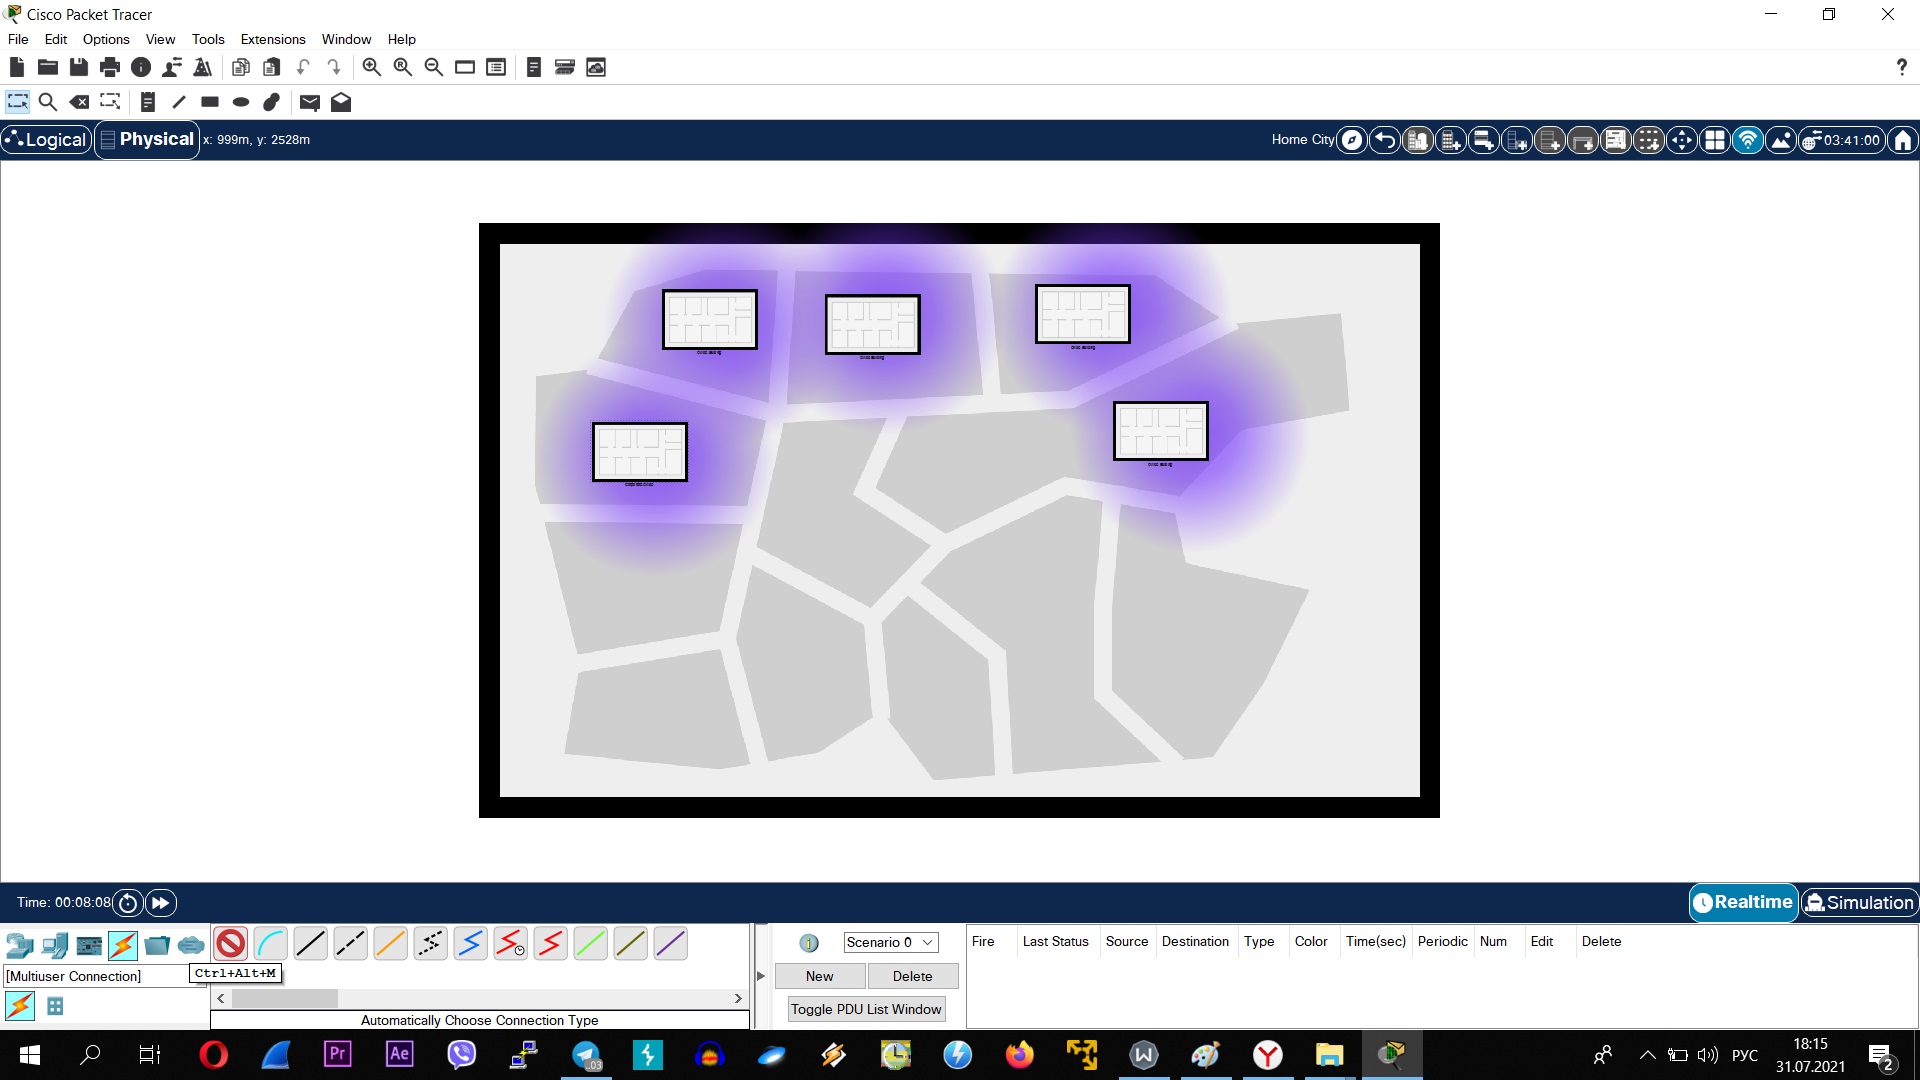 Cisco Packet Tracer
File Edit Options View Tools Extensions Window Help
Logical Physical x: 999m, y: 2528m Home City 03:41:00
Time: 00:08:08 Realtime Simulation
Scenario 0 Fire Last Status Source Destination Type Color Time(sec) Periodic Num Edit Delete
[Multiuser Connection] Ctrl+Alt+M New Delete
Toggle PDU List Window
Automatically Choose Connection Type
Pr Ae РУС 18:15
31.07.2021 2